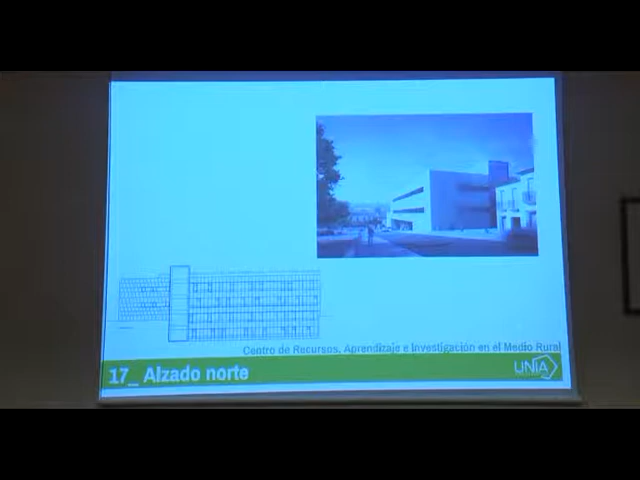 Centro de Recursos, Aprendizaje e Investigación en el Medio Rural
17_ Alzado norte
UNIA